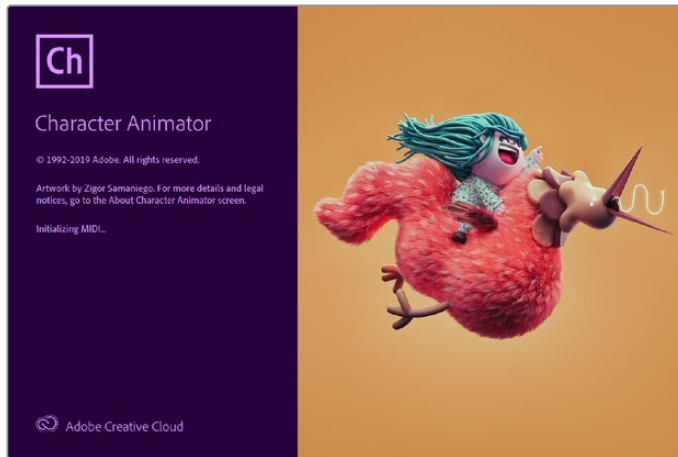 Ch
Character Animator
© 1992-2019 Adobe. All rights reserved.
Artwork by Zigor Samaniego. For more details and legal
notices, go to the About Character Animator screen.
Initializing MIDI...
Adobe Creative Cloud